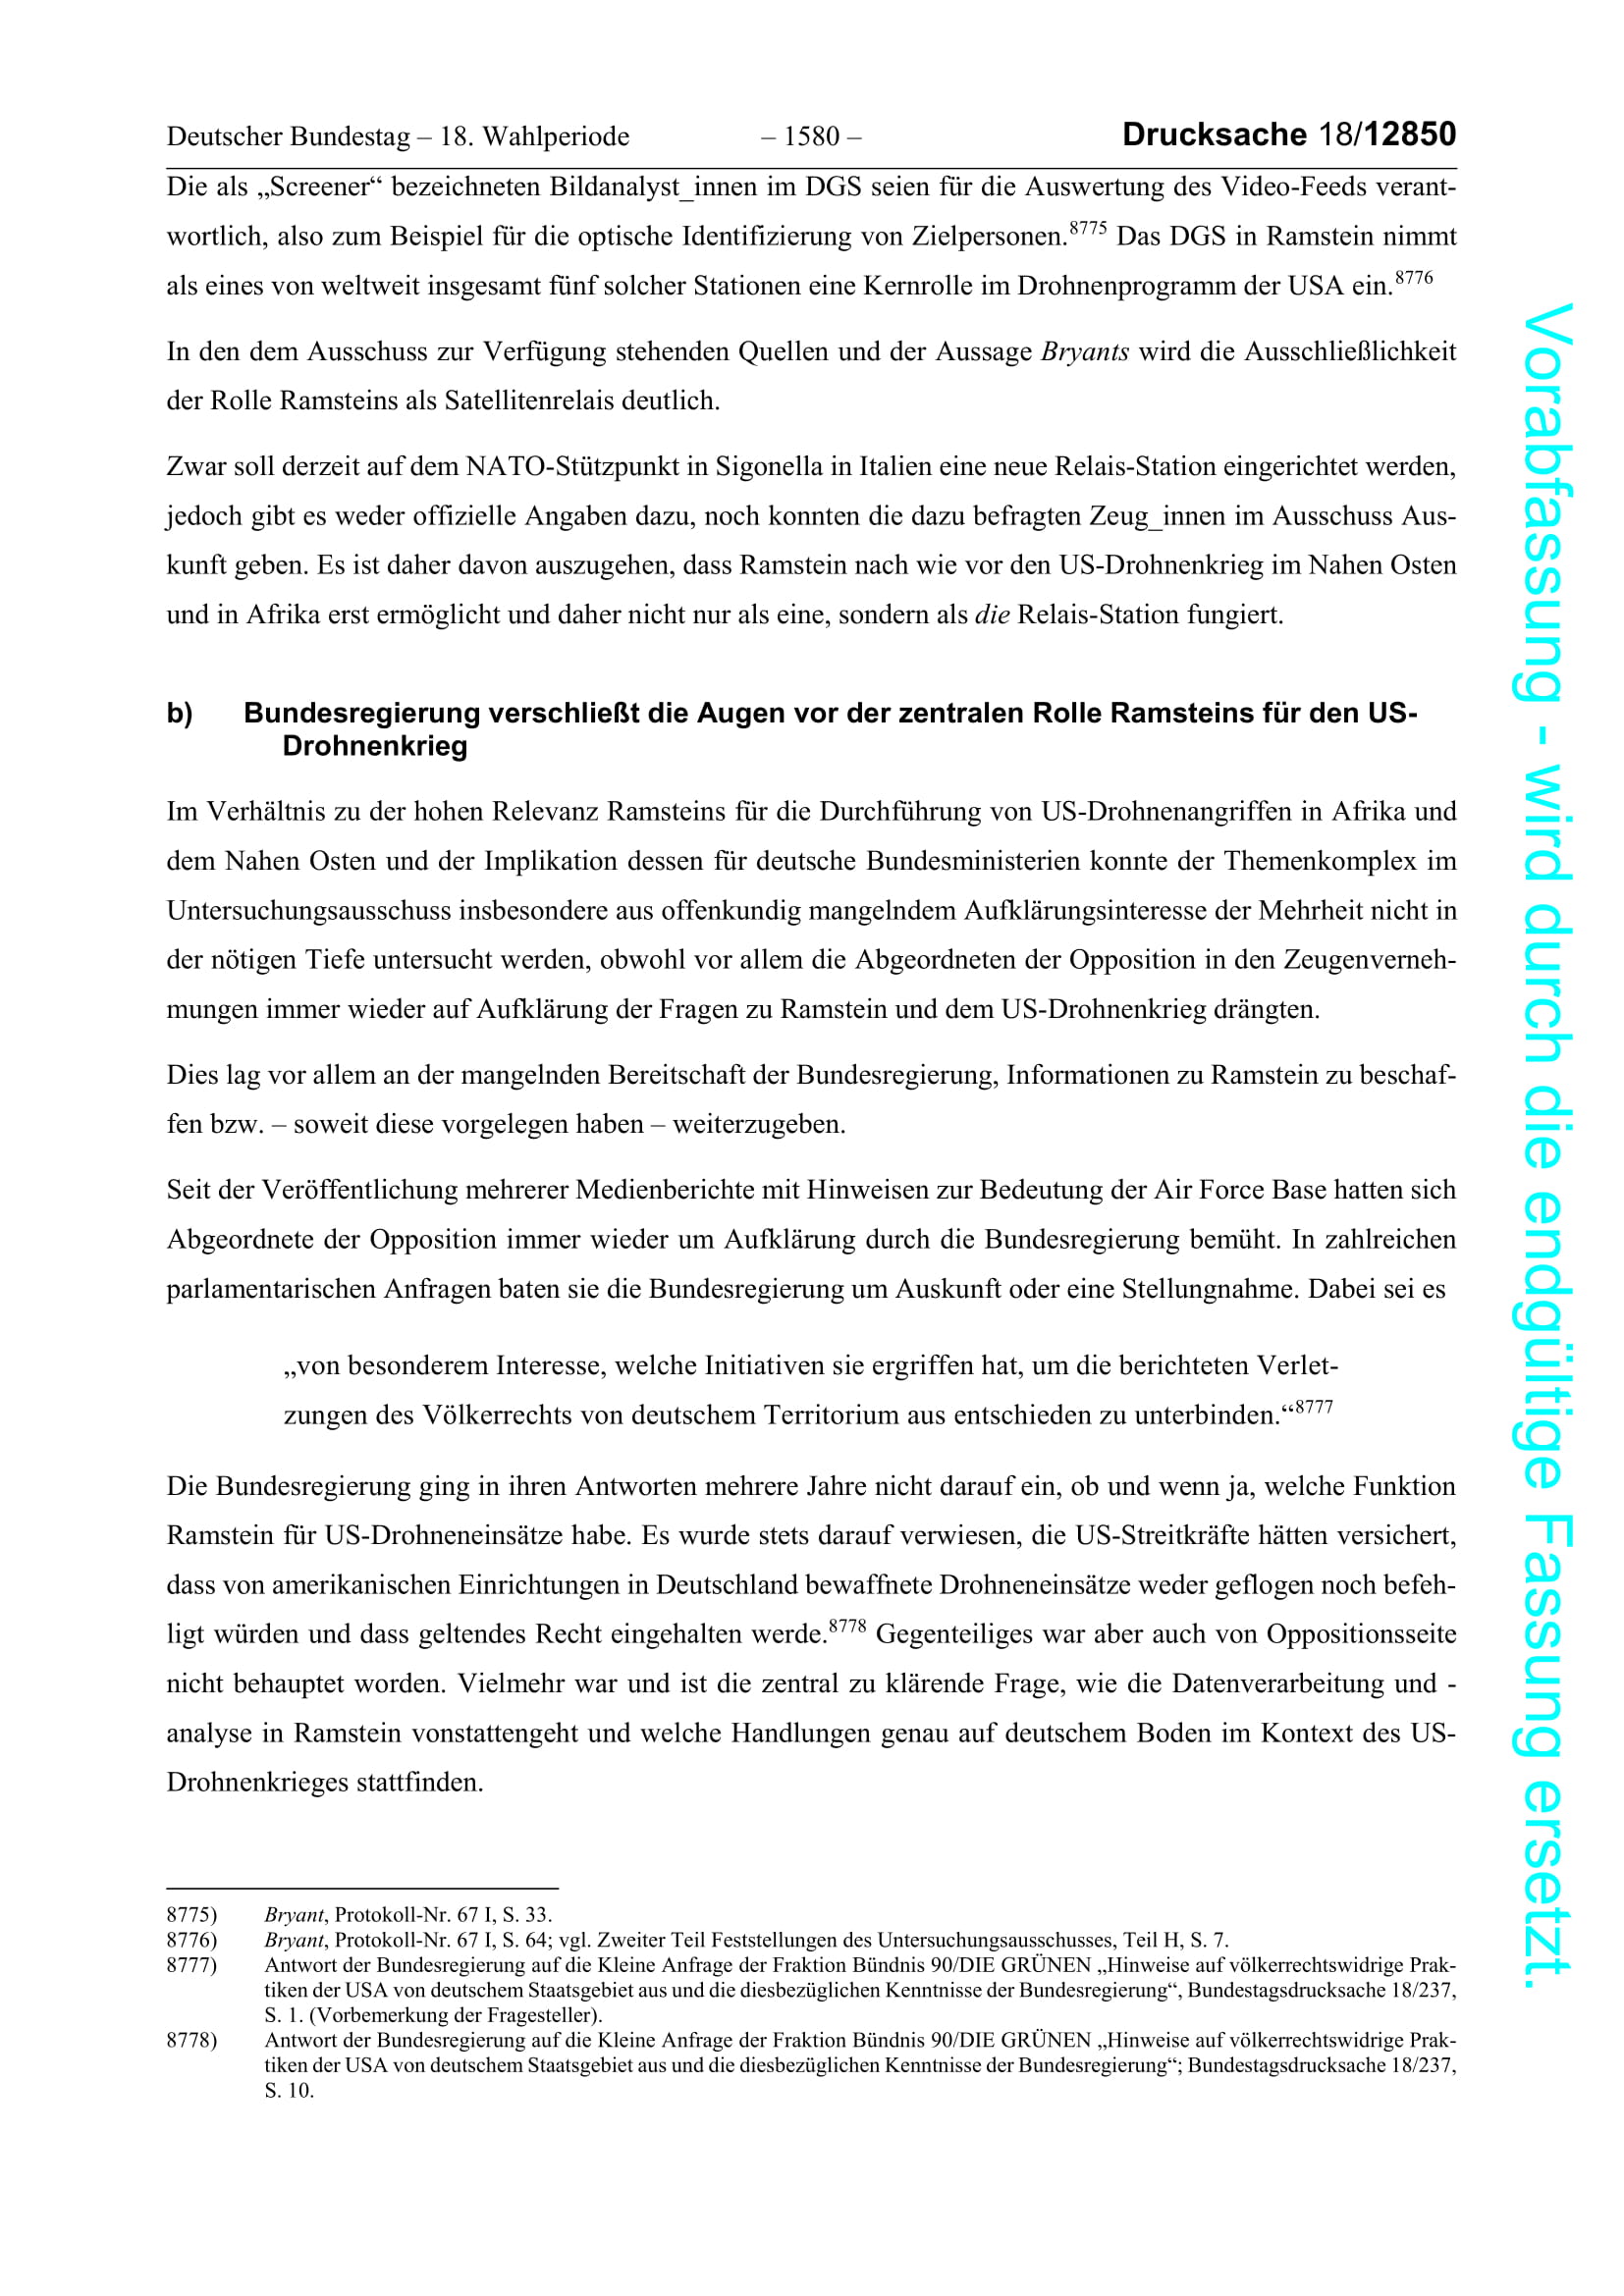 Deutscher Bundestag – 18. Wahlperiode – 1580 – Drucksache 18/12850
Die als „Screener“ bezeichneten Bildanalyst_innen im DGS seien für die Auswertung des Video-Feeds verant-
wortlich, also zum Beispiel für die optische Identifizierung von Zielpersonen.8775 Das DGS in Ramstein nimmt
als eines von weltweit insgesamt fünf solcher Stationen eine Kernrolle im Drohnenprogramm der USA ein.8776
In den dem Ausschuss zur Verfügung stehenden Quellen und der Aussage Bryants wird die Ausschließlichkeit
der Rolle Ramsteins als Satellitenrelais deutlich.
Zwar soll derzeit auf dem NATO-Stützpunkt in Sigonella in Italien eine neue Relais-Station eingerichtet werden,
jedoch gibt es weder offizielle Angaben dazu, noch konnten die dazu befragten Zeug_innen im Ausschuss Aus-
kunft geben. Es ist daher davon auszugehen, dass Ramstein nach wie vor den US-Drohnenkrieg im Nahen Osten
und in Afrika erst ermöglicht und daher nicht nur als eine, sondern als die Relais-Station fungiert.
b) Bundesregierung verschließt die Augen vor der zentralen Rolle Ramsteins für den US-
Drohnenkrieg
Im Verhältnis zu der hohen Relevanz Ramsteins für die Durchführung von US-Drohnenangriffen in Afrika und
dem Nahen Osten und der Implikation dessen für deutsche Bundesministerien konnte der Themenkomplex im
Untersuchungsausschuss insbesondere aus offenkundig mangelndem Aufklärungsinteresse der Mehrheit nicht in
der nötigen Tiefe untersucht werden, obwohl vor allem die Abgeordneten der Opposition in den Zeugenverneh-
mungen immer wieder auf Aufklärung der Fragen zu Ramstein und dem US-Drohnenkrieg drängten.
Dies lag vor allem an der mangelnden Bereitschaft der Bundesregierung, Informationen zu Ramstein zu beschaf-
fen bzw. – soweit diese vorgelegen haben – weiterzugeben.
Seit der Veröffentlichung mehrerer Medienberichte mit Hinweisen zur Bedeutung der Air Force Base hatten sich
Abgeordnete der Opposition immer wieder um Aufklärung durch die Bundesregierung bemüht. In zahlreichen
parlamentarischen Anfragen baten sie die Bundesregierung um Auskunft oder eine Stellungnahme. Dabei sei es
„von besonderem Interesse, welche Initiativen sie ergriffen hat, um die berichteten Verlet-
zungen des Völkerrechts von deutschem Territorium aus entschieden zu unterbinden.“8777
Die Bundesregierung ging in ihren Antworten mehrere Jahre nicht darauf ein, ob und wenn ja, welche Funktion
Ramstein für US-Drohneneinsätze habe. Es wurde stets darauf verwiesen, die US-Streitkräfte hätten versichert,
dass von amerikanischen Einrichtungen in Deutschland bewaffnete Drohneneinsätze weder geflogen noch befeh-
ligt würden und dass geltendes Recht eingehalten werde.8778 Gegenteiliges war aber auch von Oppositionsseite
nicht behauptet worden. Vielmehr war und ist die zentral zu klärende Frage, wie die Datenverarbeitung und -
analyse in Ramstein vonstattengeht und welche Handlungen genau auf deutschem Boden im Kontext des US-
Drohnenkrieges stattfinden.
8775) Bryant, Protokoll-Nr. 67 I, S. 33.
8776) Bryant, Protokoll-Nr. 67 I, S. 64; vgl. Zweiter Teil Feststellungen des Untersuchungsausschusses, Teil H, S. 7.
8777) Antwort der Bundesregierung auf die Kleine Anfrage der Fraktion Bündnis 90/DIE GRÜNEN „Hinweise auf völkerrechtswidrige Prak-
tiken der USA von deutschem Staatsgebiet aus und die diesbezüglichen Kenntnisse der Bundesregierung“, Bundestagsdrucksache 18/237,
S. 1. (Vorbemerkung der Fragesteller).
8778) Antwort der Bundesregierung auf die Kleine Anfrage der Fraktion Bündnis 90/DIE GRÜNEN „Hinweise auf völkerrechtswidrige Prak-
tiken der USA von deutschem Staatsgebiet aus und die diesbezüglichen Kenntnisse der Bundesregierung“; Bundestagsdrucksache 18/237,
S. 10.
Vorabfassung - wird durch die endgültige Fassung ersetzt.